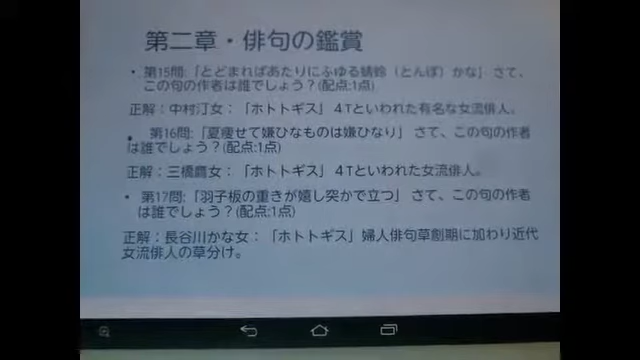 第二章・俳句の鑑賞
・第15問:「とどまればあたりにふゆる蜻蛉（とんぼ）かな」さて、
この句の作者は誰でしょう？(配点:1点)
正解：中村汀女：「ホトトギス」４Tといわれた有名な女流俳人。
・ 第16問:「夏痩せて嫌ひなものは嫌ひなり」 さて、この句の作者
は誰でしょう？(配点:1点)
正解：三橋鷹女：「ホトトギス」４Tといわれた女流俳人。
・ 第17問:「羽子板の重きが嬉し突かで立つ」 さて、この句の作者
は誰でしょう？(配点:1点)
正解：長谷川かな女：「ホトトギス」婦人俳句草創期に加わり近代
女流俳人の草分け。